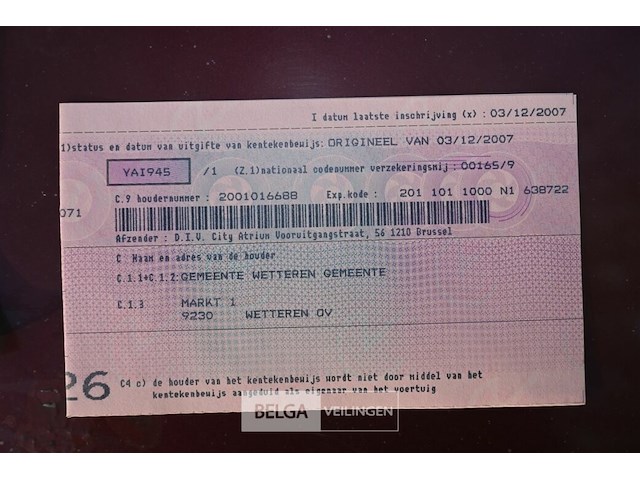 I datum laatste inschrijving (x) : 03/12/2007
1)status en datum van uitgifte van kentekenbewijs: ORIGINEEL VAN 03/12/2007
YAI945 /1 (Z.1)nationaal codenummer verzekeringsmij : 00165/9
C.9 houdernummer : 2001016688 Exp.kode : 201 101 1000 N1 638722
071
Afzender : D.I.V. City Atrium Vooruitgangstraat, 56 1210 Brussel
C Naam en adres van de houder
C.1.1+C.1.2:GEMEENTE WETTEREN GEMEENTE
C.1.3 MARKT 1
9230 WETTEREN OV
26 C4 c) de houder van het kentekenbewijs wordt niet door middel van het
kentekenbewijs aangeduid als eigenaar van het voertuig
BELGA VEILINGEN